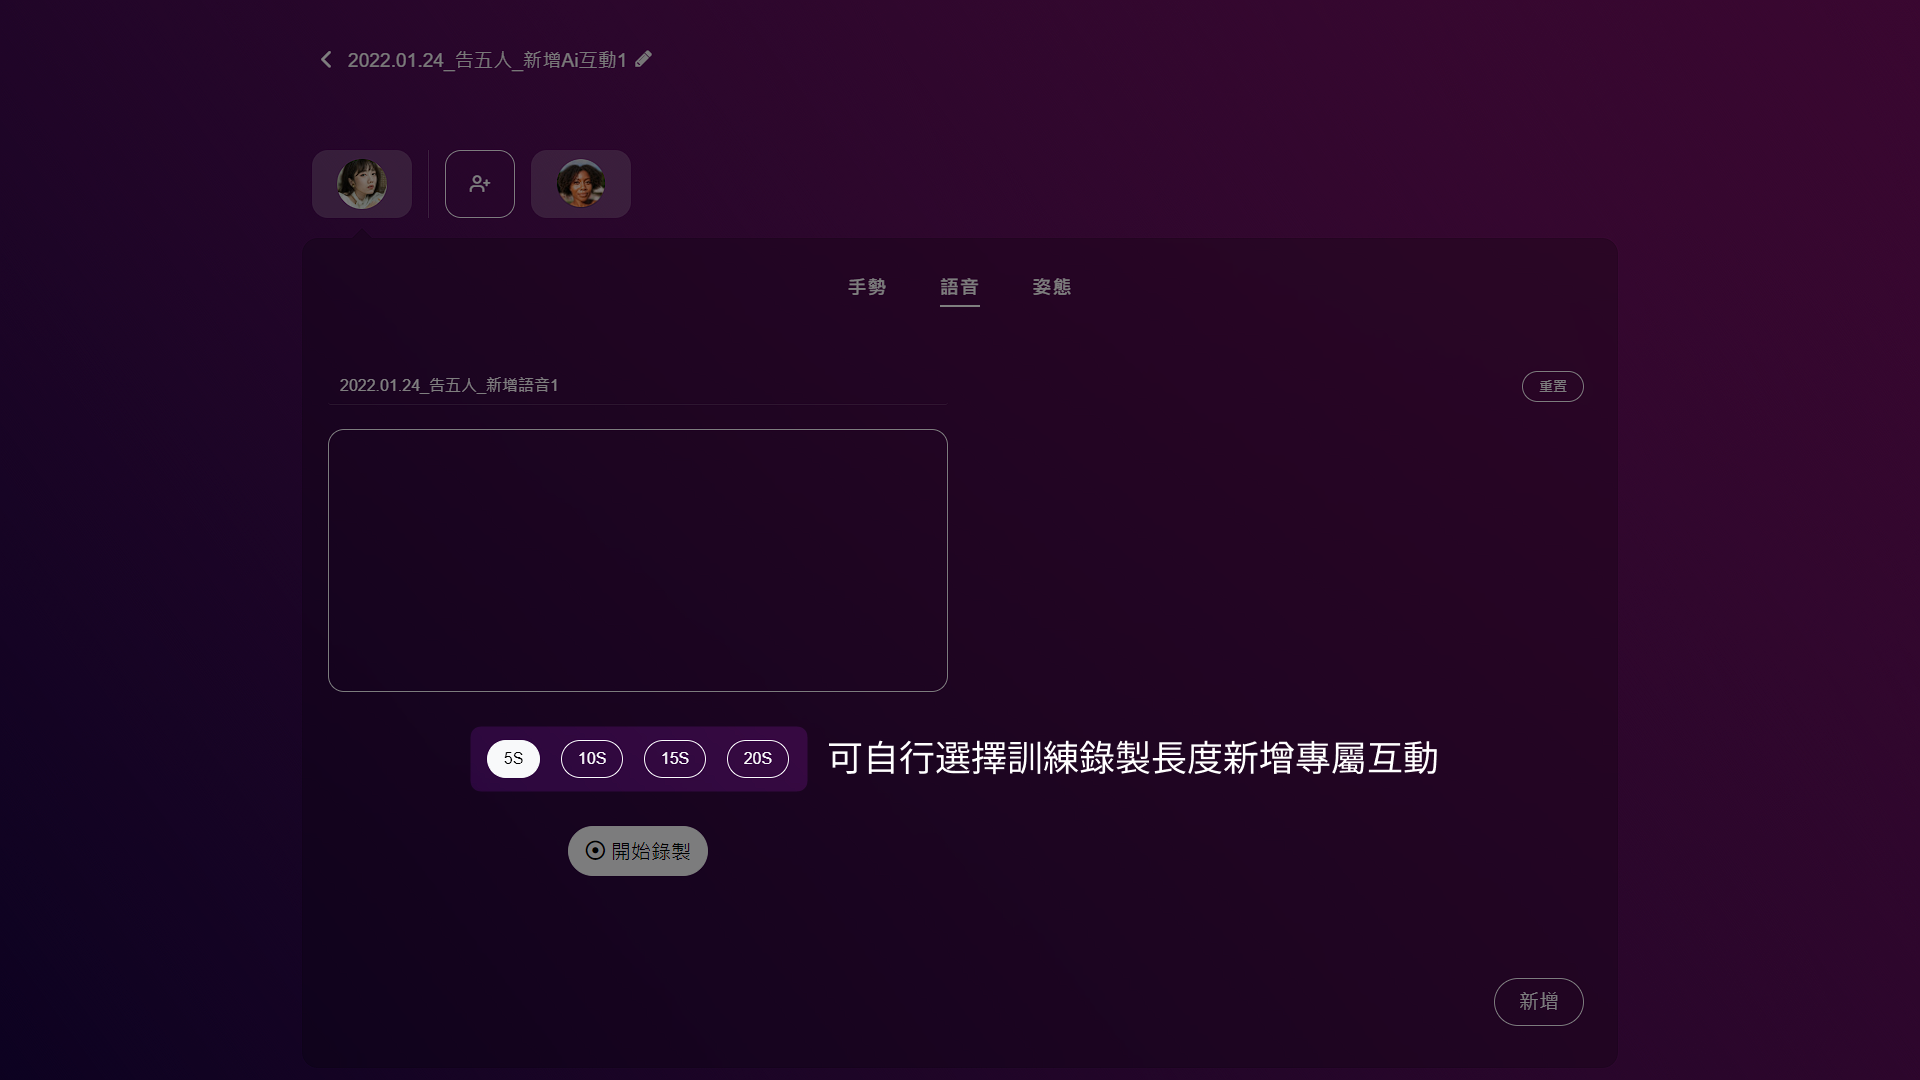 2022.01.24_告五人_新增Ai互動1
手勢 語音 姿態
2022.01.24_告五人_新增語音1
重置
5S 10S 15S 20S
可自行選擇訓練錄製長度新增專屬互動
開始錄製
新增